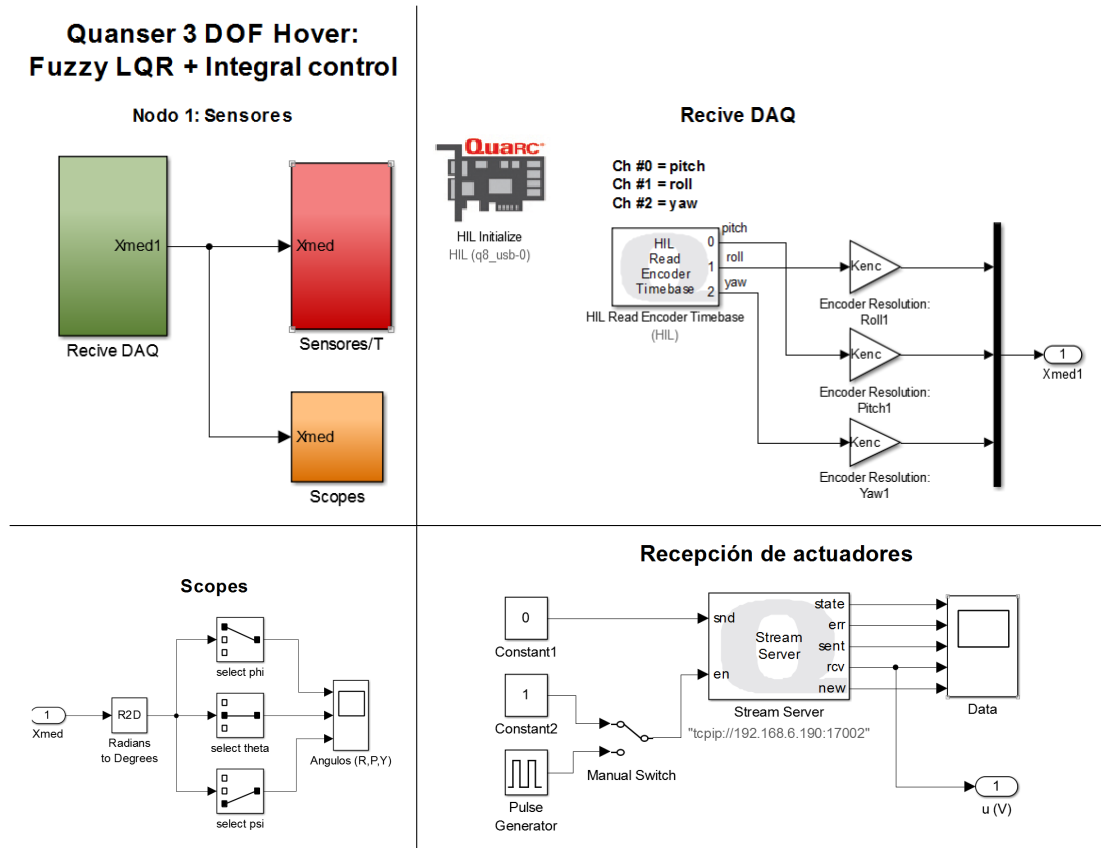 Quanser 3 DOF Hover:
Fuzzy LQR + Integral control
Nodo 1: Sensores
Xmed1
Recive DAQ
Xmed
Sensores/T
Xmed
Scopes
Recive DAQ
QUARC
HIL Initialize
HIL (q8_usb-0)
Ch #0 = pitch
Ch #1 = roll
Ch #2 = yaw
HIL
Read
Encoder
Timebase
0
1
2
pitch
roll
yaw
HIL Read Encoder Timebase
(HIL)
Kenc
Encoder Resolution:
Roll1
Kenc
Encoder Resolution:
Pitch1
Kenc
Encoder Resolution:
Yaw1
1
Xmed1
Scopes
1
Xmed
R2D
Radians
to Degrees
select phi
select theta
select psi
Angulos (R,P,Y)
Recepción de actuadores
0
Constant1
1
Constant2
Pulse
Generator
Manual Switch
snd
en
Stream
Server
state
err
sent
rcv
new
Stream Server
"tcpip://192.168.6.190:17002"
Data
1
u (V)